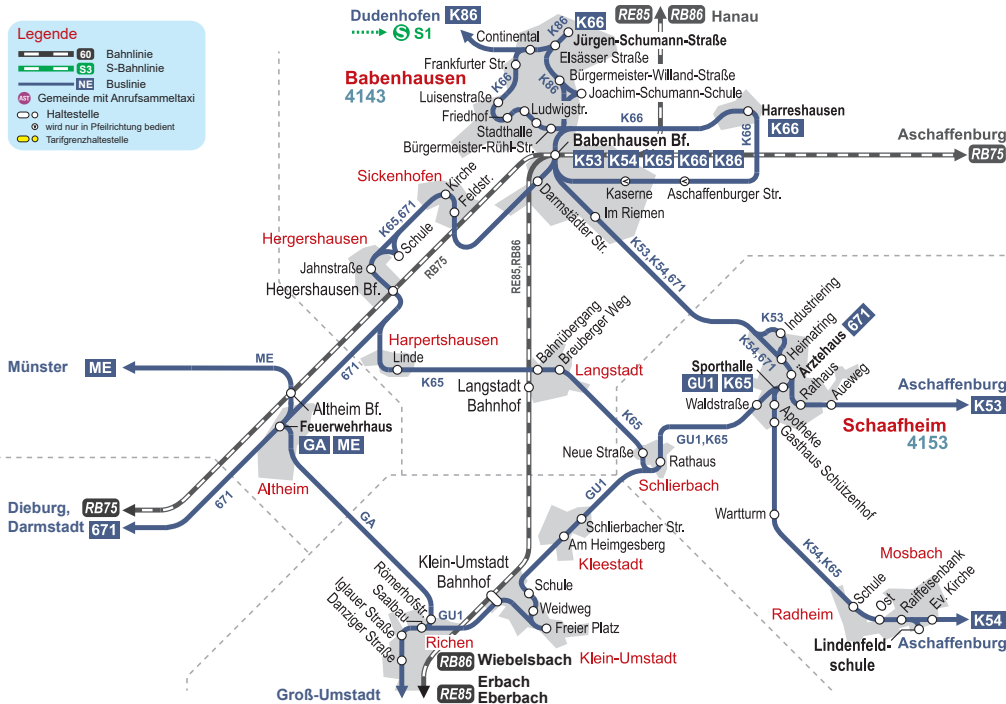 Legende
60 Bahnlinie
S3 S-Bahnlinie
NE Buslinie
AST Gemeinde mit Anrufsammeltaxi
Haltestelle
wird nur in Pfeilrichtung bedient
Tarifgrenzhaltestelle
Dudenhofen K86
S S1
Continental
K86
K66
RE85 RB86 Hanau
Jürgen-Schumann-Straße
Elsässer Straße
Frankfurter Str.
Babenhausen
4143
K66
K86
Bürgermeister-Willand-Straße
Joachim-Schumann-Schule
Luisenstraße
Friedhof
Ludwigstr.
Stadthalle
Bürgermeister-Rühl-Str.
K66
Harreshausen
K66
K66
Babenhausen Bf.
K53 K54 K65 K66 K86
Aschaffenburg
RB75
Kaserne
Aschaffenburger Str.
Im Riemen
Darmstädter Str.
Sickenhofen
Kirche
Feldstr.
K65,671
Hergershausen
Schule
Jahnstraße
Hegershausen Bf.
RB75
RE85,RB86
K53,K54,671
Harpertshausen
Linde
K65
Bahnübergang
Breuberger Weg
Langstadt
Langstadt
Bahnhof
K53
Industriering
Heimatring
K54,671
Ärztehaus 671
Sporthalle
GU1 K65
Rathaus
Aueweg
Waldstraße
Aschaffenburg
K53
Schaafheim
4153
Apotheke
Gasthaus Schützenhof
Münster ME
ME
671
Altheim Bf.
Feuerwehrhaus
GA ME
Altheim
K65
GU1,K65
Neue Straße
Rathaus
Schlierbach
GU1
Dieburg, RB75
Darmstadt 671
671
GA
Schlierbacher Str.
Am Heimgesberg
Kleestadt
Wartturm
K54,K65
Mosbach
Schule
Ost
Raiffeisenbank
Ev. Kirche
Radheim
K54
Lindenfeld-
schule
Aschaffenburg
Klein-Umstadt
Bahnhof
Schule
Weidweg
Freier Platz
Klein-Umstadt
Römerhofstr.
Saalbau
Iglauer Straße
Danziger Straße
GU1
Richen
RB86 Wiebelsbach
RE85 Erbach
Eberbach
Groß-Umstadt